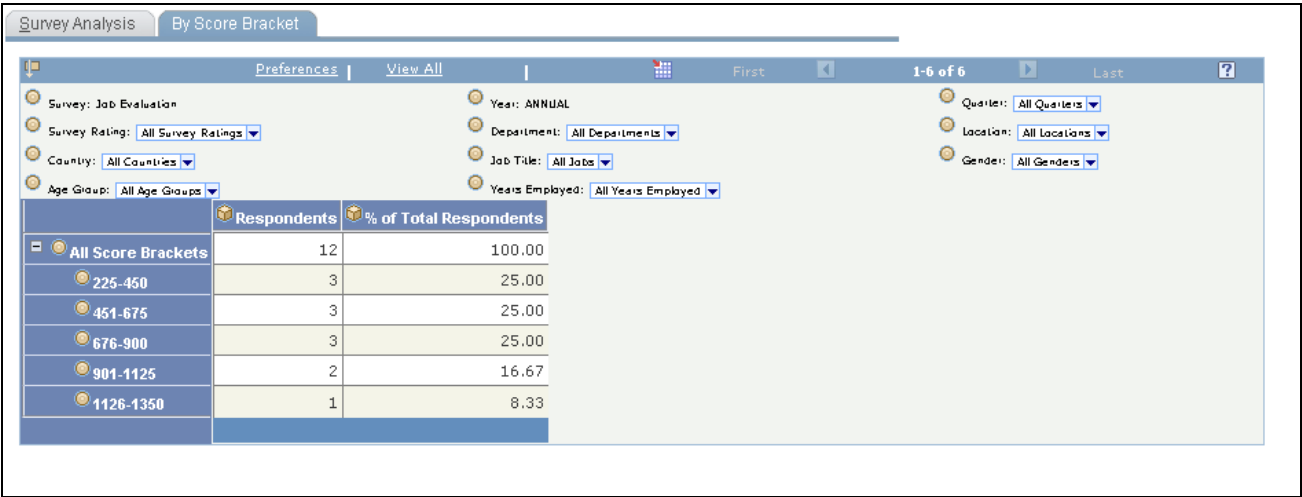 Survey Analysis By Score Bracket
Preferences | View All | First 1-6 of 6 Last ?
Survey: Job Evaluation Year: ANNUAL Quarter: All Quarters
Survey Rating: All Survey Ratings Department: All Departments Location: All Locations
Country: All Countries Job Title: All Jobs Gender: All Genders
Age Group: All Age Groups Years Employed: All Years Employed
Respondents % of Total Respondents
All Score Brackets 12 100.00
225-450 3 25.00
451-675 3 25.00
676-900 3 25.00
901-1125 2 16.67
1126-1350 1 8.33